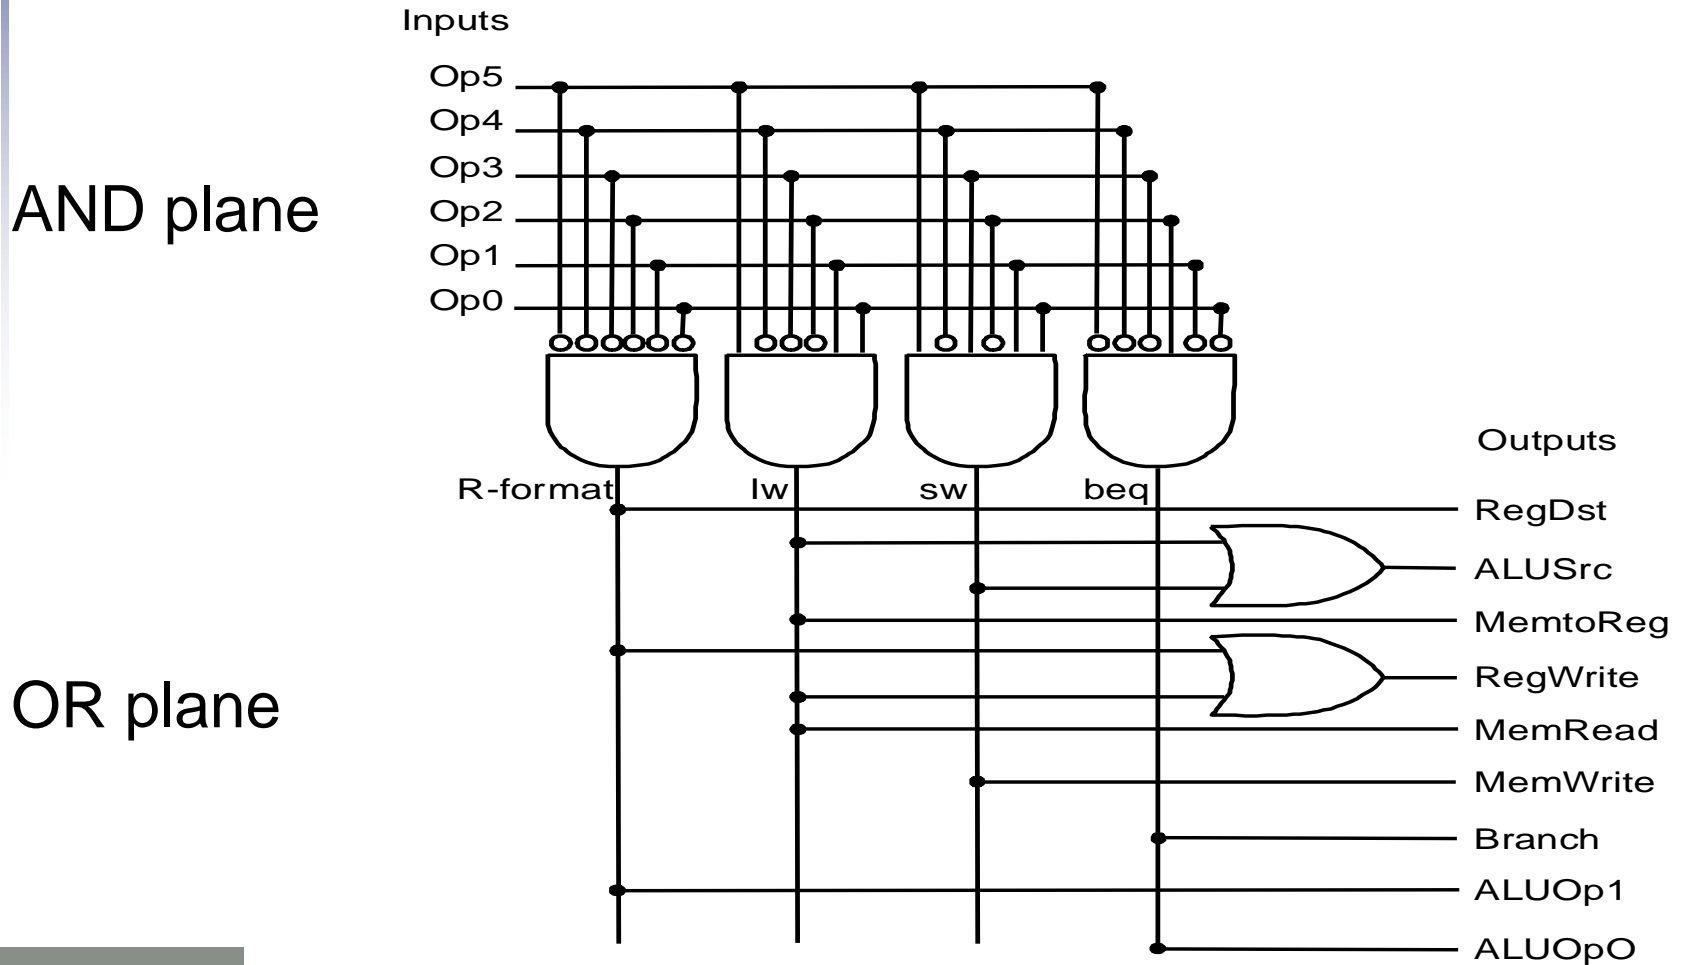 Inputs
Op5
Op4
Op3
AND plane
Op2
Op1
Op0
Outputs
R-format
lw
sw
beq
RegDst
ALUSrc
MemtoReg
RegWrite
OR plane
MemRead
MemWrite
Branch
ALUOp1
ALUOpO